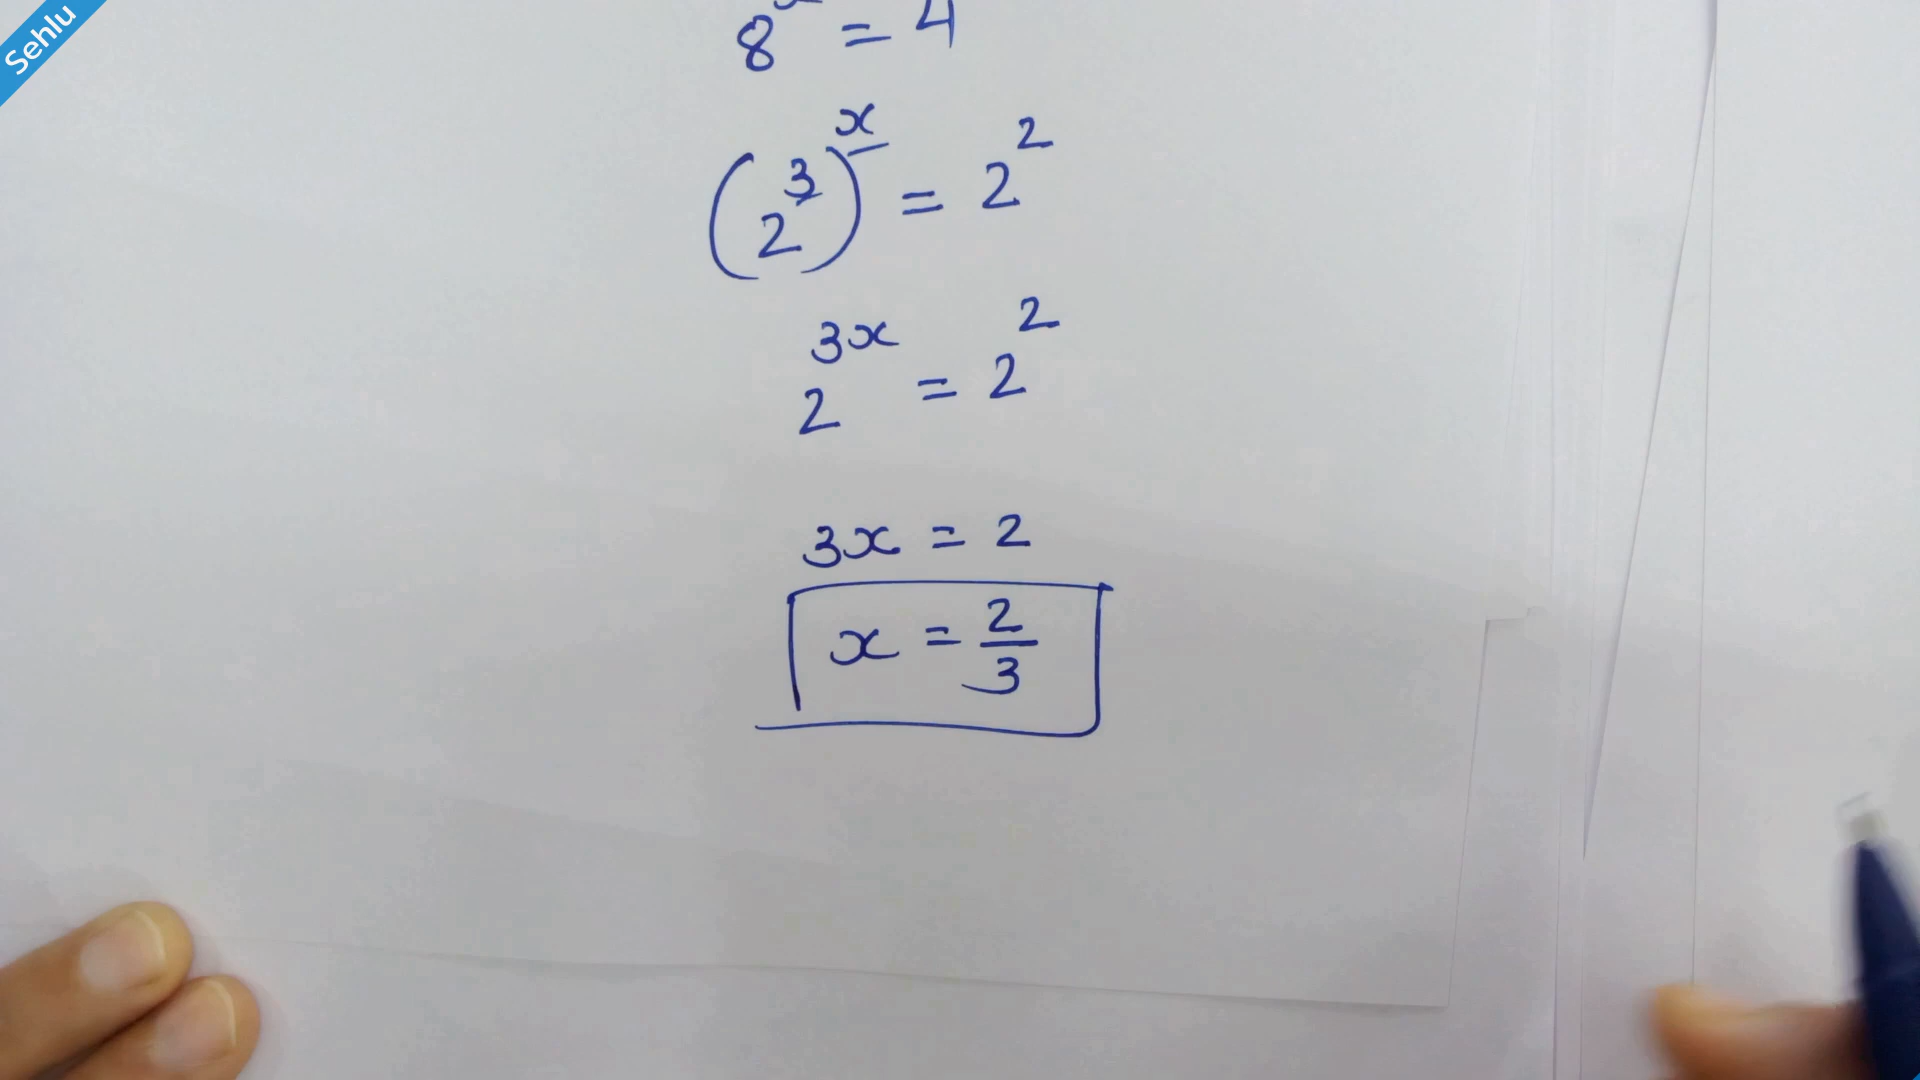 Sehlu
8^x = 4
(2^3)^x = 2^2
2^{3x} = 2^2
3x = 2
x = 2/3